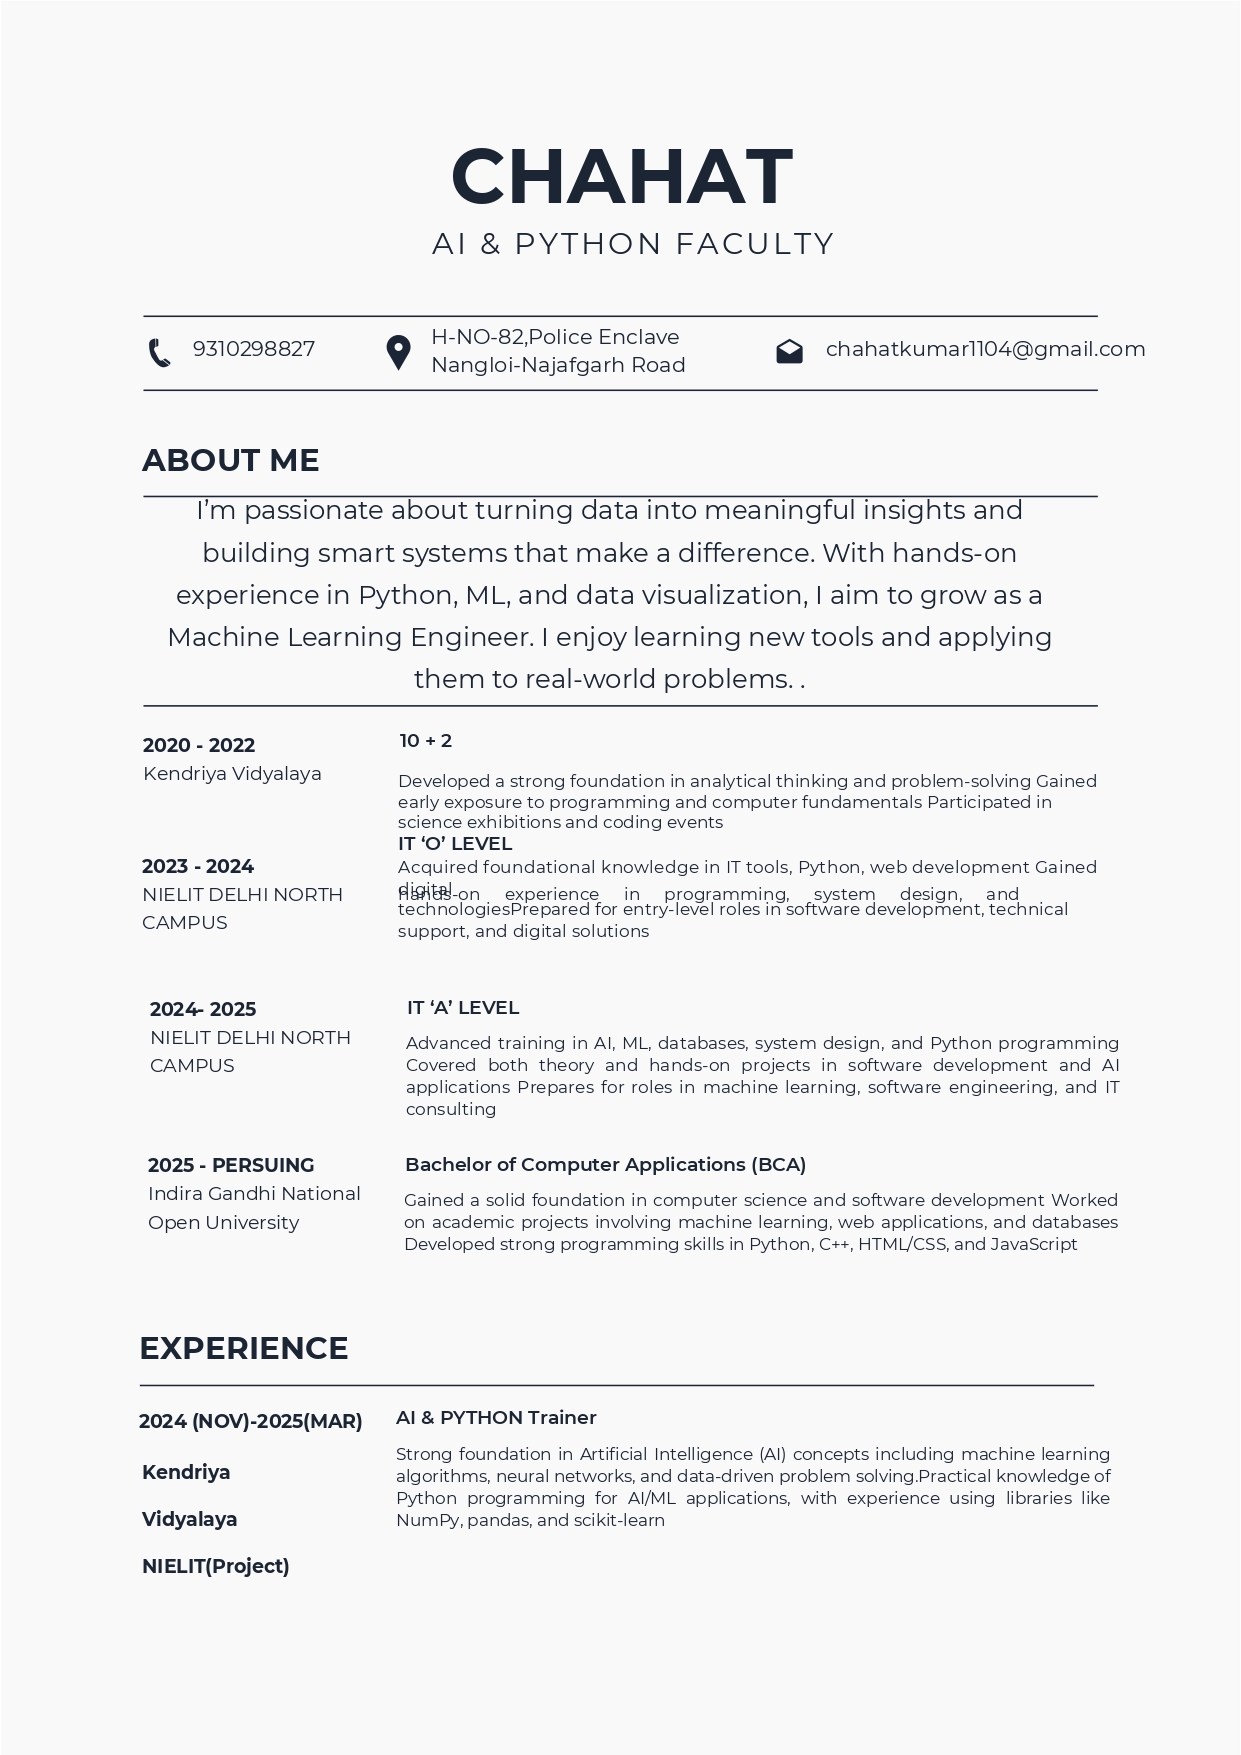 CHAHAT
AI & PYTHON FACULTY
9310298827
H-NO-82,Police Enclave
Nangloi-Najafgarh Road
chahatkumar1104@gmail.com
ABOUT ME
I’m passionate about turning data into meaningful insights and
building smart systems that make a difference. With hands-on
experience in Python, ML, and data visualization, I aim to grow as a
Machine Learning Engineer. I enjoy learning new tools and applying
them to real-world problems. .
2020 - 2022
Kendriya Vidyalaya
10 + 2
Developed a strong foundation in analytical thinking and problem-solving Gained
early exposure to programming and computer fundamentals Participated in
science exhibitions and coding events
2023 - 2024
NIELIT DELHI NORTH
CAMPUS
IT ‘O’ LEVEL
Acquired foundational knowledge in IT tools, Python, web development Gained
digital
hands-on experience in programming, system design, and
technologiesPrepared for entry-level roles in software development, technical
support, and digital solutions
2024- 2025
NIELIT DELHI NORTH
CAMPUS
IT ‘A’ LEVEL
Advanced training in AI, ML, databases, system design, and Python programming
Covered both theory and hands-on projects in software development and AI
applications Prepares for roles in machine learning, software engineering, and IT
consulting
2025 - PERSUING
Indira Gandhi National
Open University
Bachelor of Computer Applications (BCA)
Gained a solid foundation in computer science and software development Worked
on academic projects involving machine learning, web applications, and databases
Developed strong programming skills in Python, C++, HTML/CSS, and JavaScript
EXPERIENCE
2024 (NOV)-2025(MAR)
Kendriya
Vidyalaya
NIELIT(Project)
AI & PYTHON Trainer
Strong foundation in Artificial Intelligence (AI) concepts including machine learning
algorithms, neural networks, and data-driven problem solving.Practical knowledge of
Python programming for AI/ML applications, with experience using libraries like
NumPy, pandas, and scikit-learn